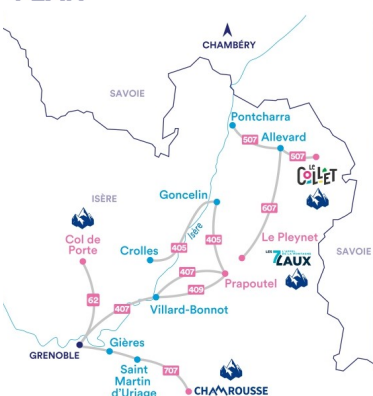 CHAMBÉRY
SAVOIE
Pontcharra
507
Allevard
507
LE
COLLET
ISÈRE
Goncelin
607
Isère
Col de
Porte
Crolles
405
405
Le Pleynet
LES 7 LAUX
SAVOIE
407
Prapoutel
62
409
407
Villard-Bonnot
GRENOBLE
Gières
Saint
Martin
d'Uriage
707
CHAMROUSSE